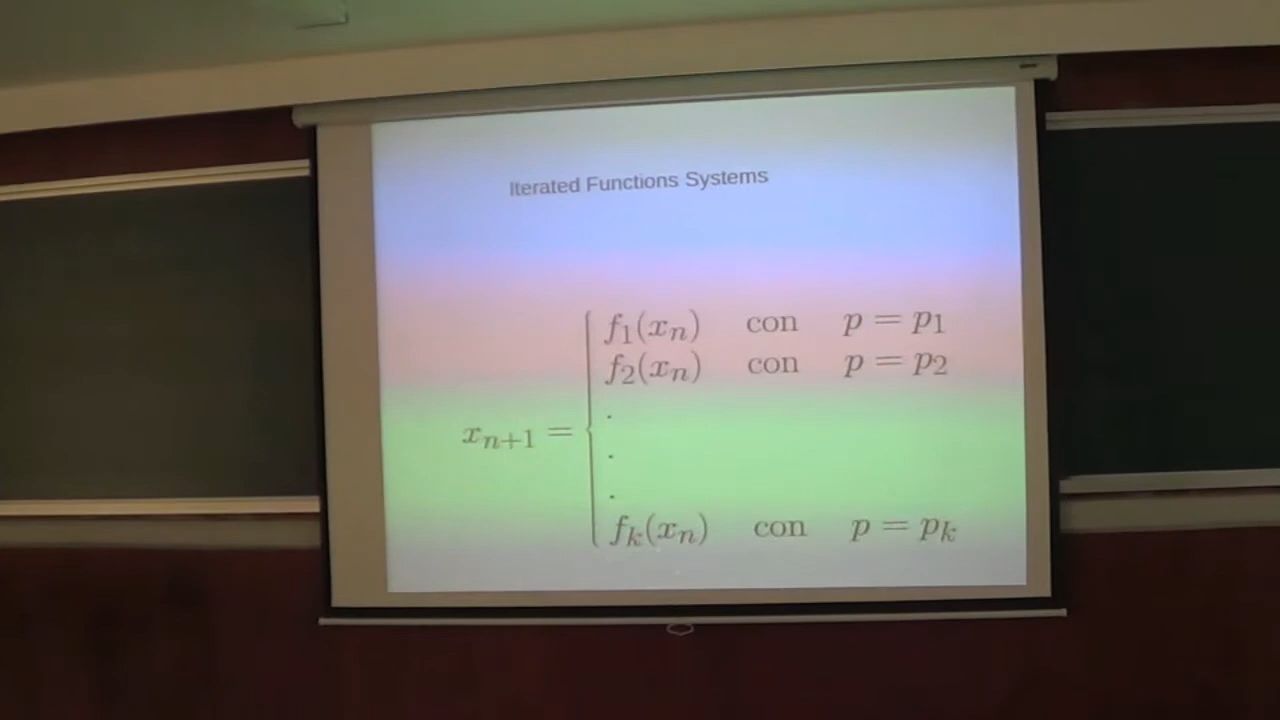 Iterated Functions Systems
f₁(xₙ) con p = p₁
f₂(xₙ) con p = p₂
.
xₙ₊₁ =
.
.
fₖ(xₙ) con p = pₖ